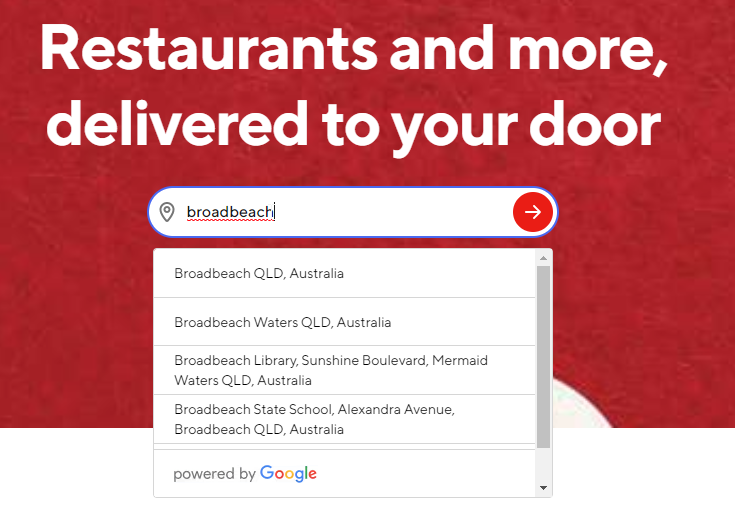 Restaurants and more,
delivered to your door
broadbeach
Broadbeach QLD, Australia
Broadbeach Waters QLD, Australia
Broadbeach Library, Sunshine Boulevard, Mermaid
Waters QLD, Australia
Broadbeach State School, Alexandra Avenue,
Broadbeach QLD, Australia
powered by Google